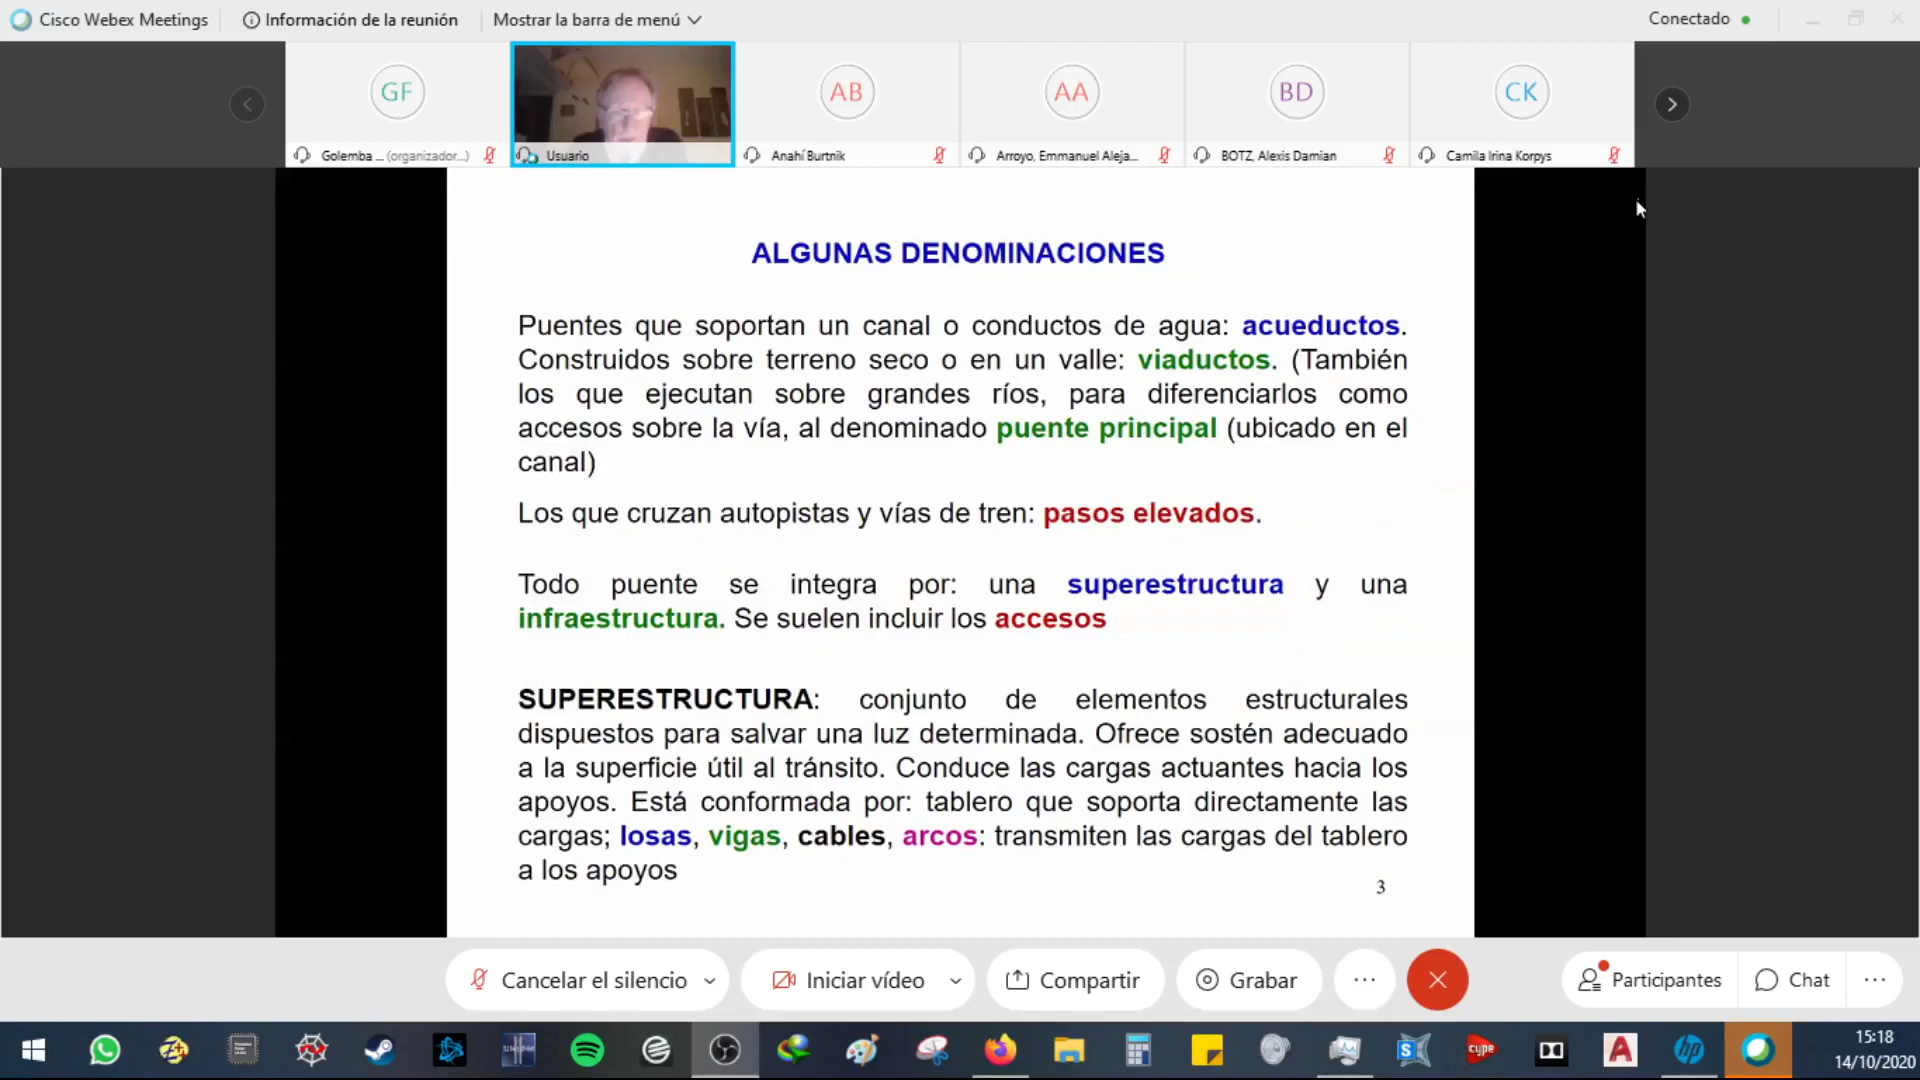 Cisco Webex Meetings
Información de la reunión
Mostrar la barra de menú
Conectado
GF
AB
AA
BD
CK
Golemba ... (organizador...)
Usuario
Anahí Burtnik
Arroyo, Emmanuel Aleja...
BOTZ, Alexis Damian
Camila Irina Korpys
ALGUNAS DENOMINACIONES
Puentes que soportan un canal o conductos de agua: acueductos.
Construidos sobre terreno seco o en un valle: viaductos. (También
los que ejecutan sobre grandes ríos, para diferenciarlos como
accesos sobre la vía, al denominado puente principal (ubicado en el
canal)
Los que cruzan autopistas y vías de tren: pasos elevados.
Todo puente se integra por: una superestructura y una
infraestructura. Se suelen incluir los accesos
SUPERESTRUCTURA: conjunto de elementos estructurales
dispuestos para salvar una luz determinada. Ofrece sostén adecuado
a la superficie útil al tránsito. Conduce las cargas actuantes hacia los
apoyos. Está conformada por: tablero que soporta directamente las
cargas; losas, vigas, cables, arcos: transmiten las cargas del tablero
a los apoyos
3
Cancelar el silencio
Iniciar vídeo
Compartir
Grabar
Participantes
Chat
cype
hp
15:18
14/10/2020